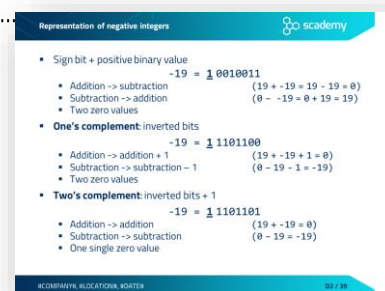 Representation of negative integers
scademy
▪ Sign bit + positive binary value
-19 = 1 0010011
▪ Addition -> subtraction (19 + -19 = 19 - 19 = 0)
▪ Subtraction -> addition (0 - -19 = 0 + 19 = 19)
▪ Two zero values
▪ One's complement: inverted bits
-19 = 1 1101100
▪ Addition -> addition + 1 (19 + -19 + 1 = 0)
▪ Subtraction -> subtraction – 1 (0 - 19 - 1 = -19)
▪ Two zero values
▪ Two's complement: inverted bits + 1
-19 = 1 1101101
▪ Addition -> addition (19 + -19 = 0)
▪ Subtraction -> subtraction (0 – 19 = -19)
▪ One single zero value
#COMPANY#, #LOCATION#, #DATE#
02 / 39